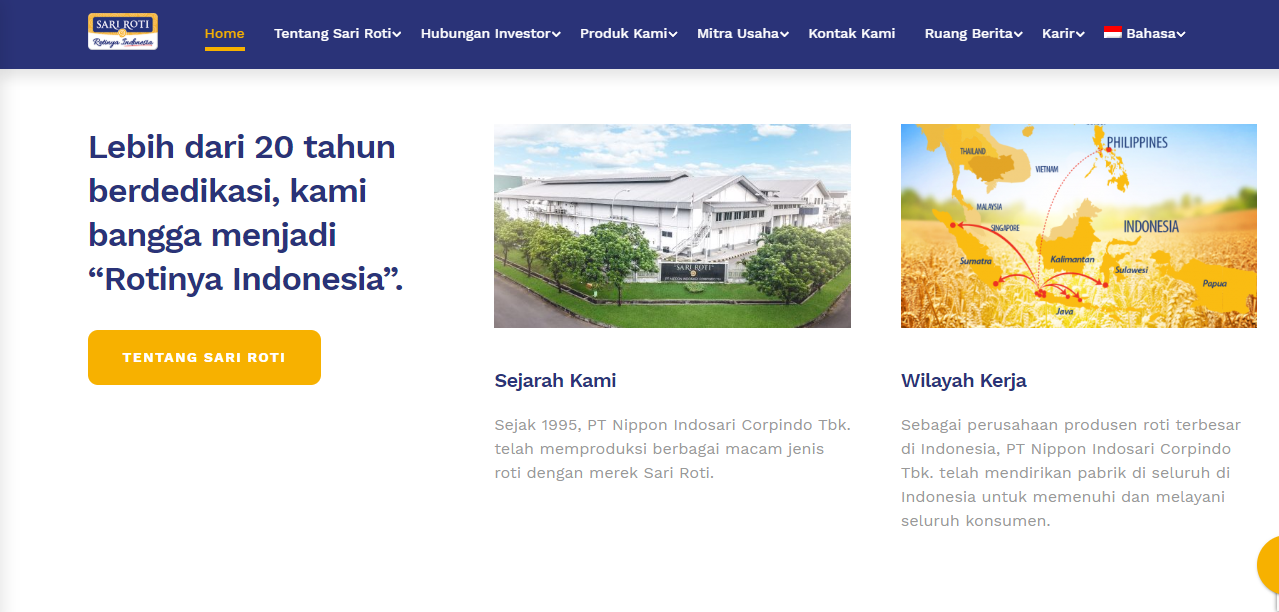 SARI ROTI
Rotinya Indonesia
Home
Tentang Sari Roti
Hubungan Investor
Produk Kami
Mitra Usaha
Kontak Kami
Ruang Berita
Karir
Bahasa
Lebih dari 20 tahun
berdedikasi, kami
bangga menjadi
“Rotinya Indonesia”.
TENTANG SARI ROTI
"SARI ROTI"
Sejarah Kami
Sejak 1995, PT Nippon Indosari Corpindo Tbk.
telah memproduksi berbagai macam jenis
roti dengan merek Sari Roti.
PHILIPPINES
THAILAND
VIETNAM
MALAYSIA
SINGAPORE
INDONESIA
Sumatra
Kalimantan
Sulawesi
Papua
Java
Wilayah Kerja
Sebagai perusahaan produsen roti terbesar
di Indonesia, PT Nippon Indosari Corpindo
Tbk. telah mendirikan pabrik di seluruh di
Indonesia untuk memenuhi dan melayani
seluruh konsumen.